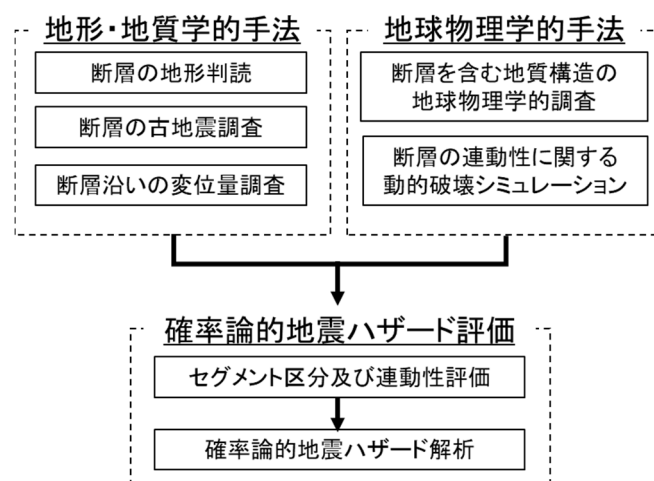 地形・地質学的手法
断層の地形判読
断層の古地震調査
断層沿いの変位量調査
地球物理学的手法
断層を含む地質構造の
地球物理学的調査
断層の連動性に関する
動的破壊シミュレーション
確率論的地震ハザード評価
セグメント区分及び連動性評価
確率論的地震ハザード解析